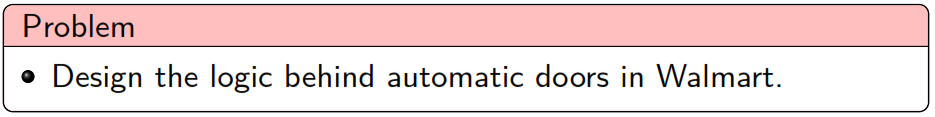 Problem
Design the logic behind automatic doors in Walmart.